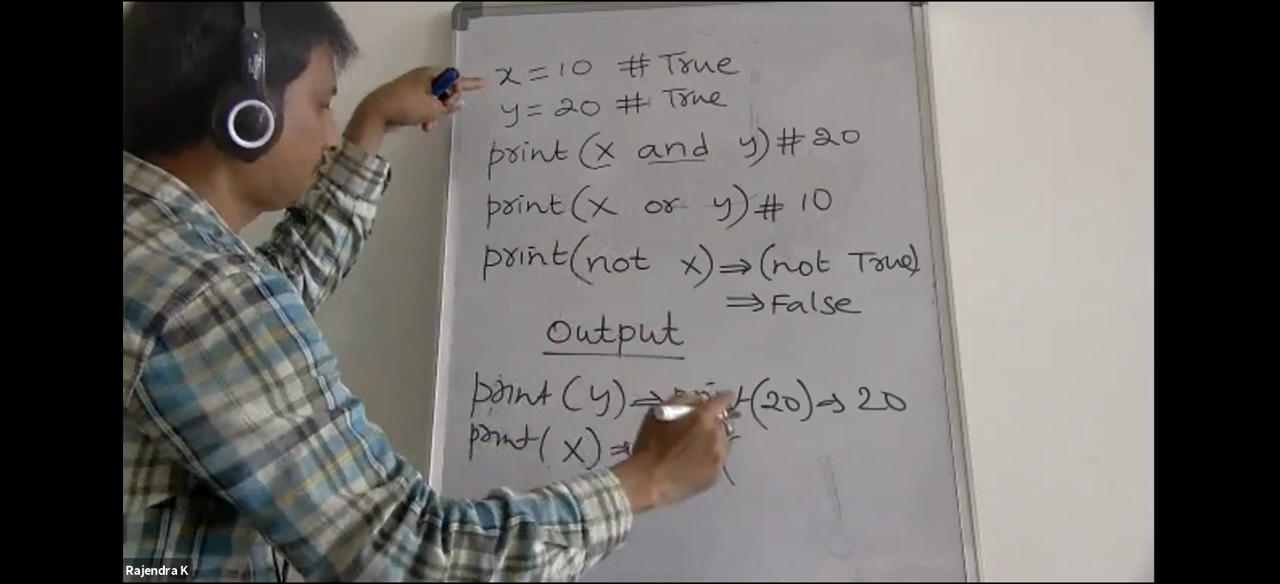 x = 10 # True
y = 20 # True
print (x and y) # 20
print (x or y) # 10
print (not x) ⇒ (not True)
⇒ False
Output
print (y) ⇒ (20) ⇒ 20
print ( x) ⇒ (
Rajendra K